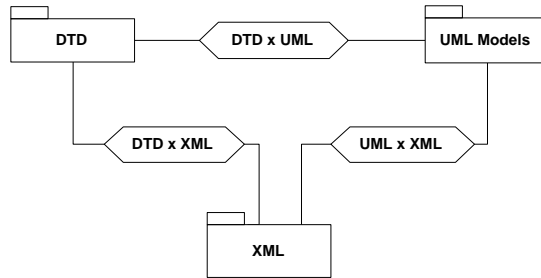 DTD
DTD x UML
UML Models
DTD x XML
UML x XML
XML